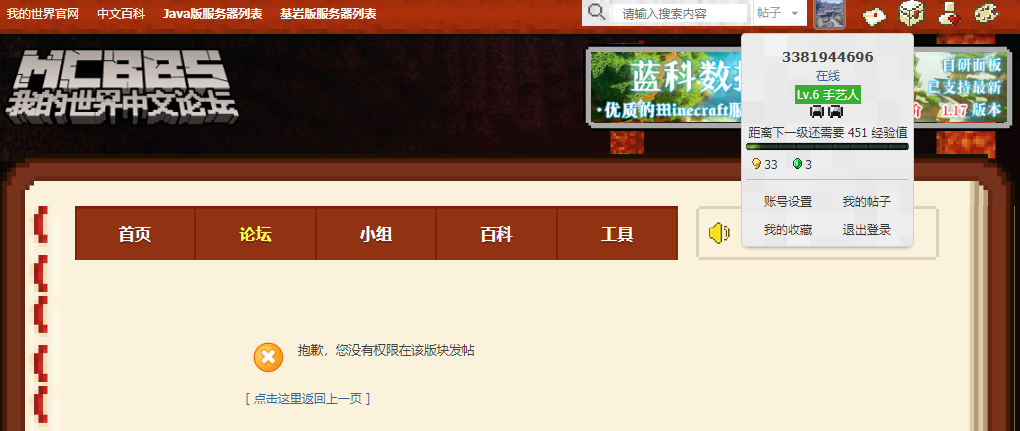 我的世界官网 中文百科 Java版服务器列表 基岩版服务器列表 请输入搜索内容 帖子
MCBBS
我的世界中文论坛
蓝科数据
·优质的Minecraft服
自研面板
已支持最新
价 1.17 版本
3381944696
在线
Lv.6 手艺人
距离下一级还需要 451 经验值
33 3
账号设置 我的帖子
我的收藏 退出登录
首页 论坛 小组 百科 工具
抱歉，您没有权限在该版块发帖
[ 点击这里返回上一页 ]